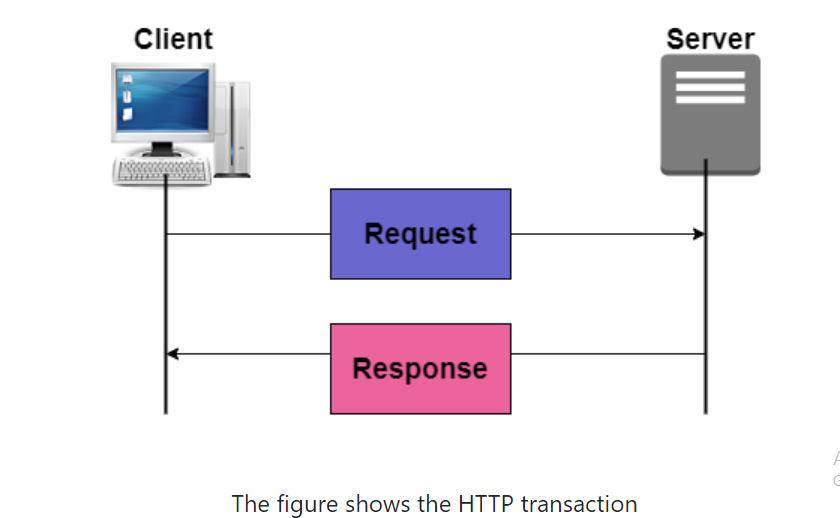 Client
Server
Request
Response
The figure shows the HTTP transaction